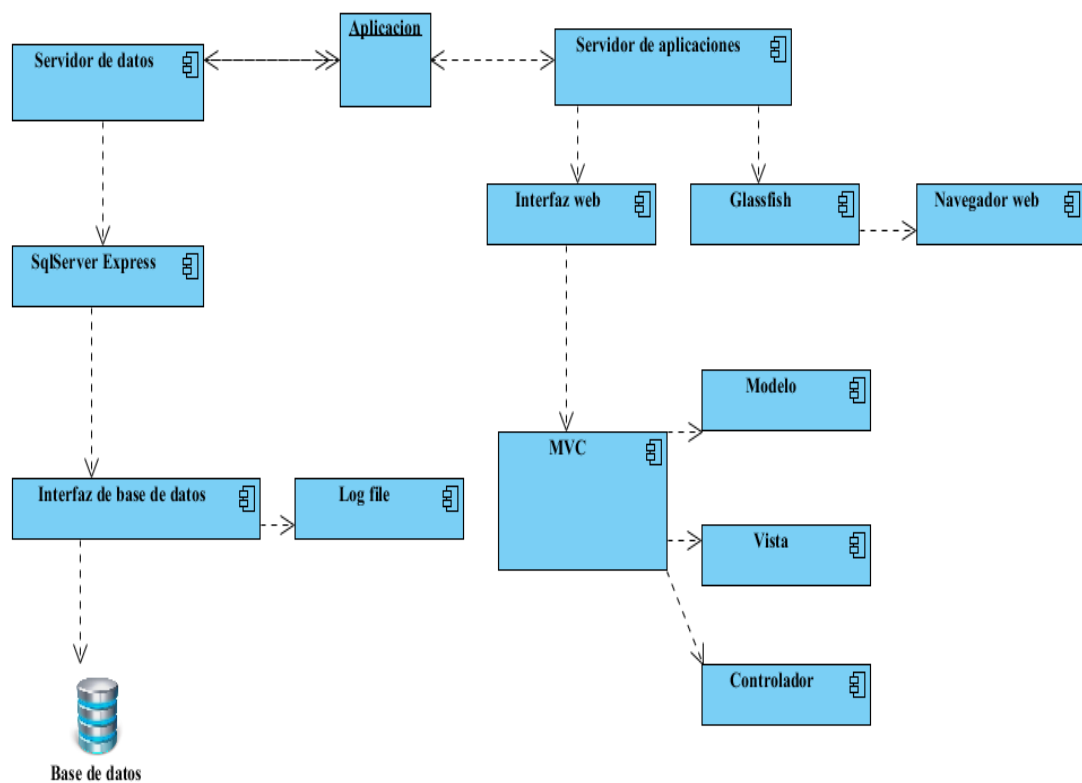 Aplicacion
Servidor de datos
Servidor de aplicaciones
Interfaz web
Glassfish
Navegador web
SqlServer Express
Modelo
MVC
Interfaz de base de datos
Log file
Vista
Controlador
Base de datos